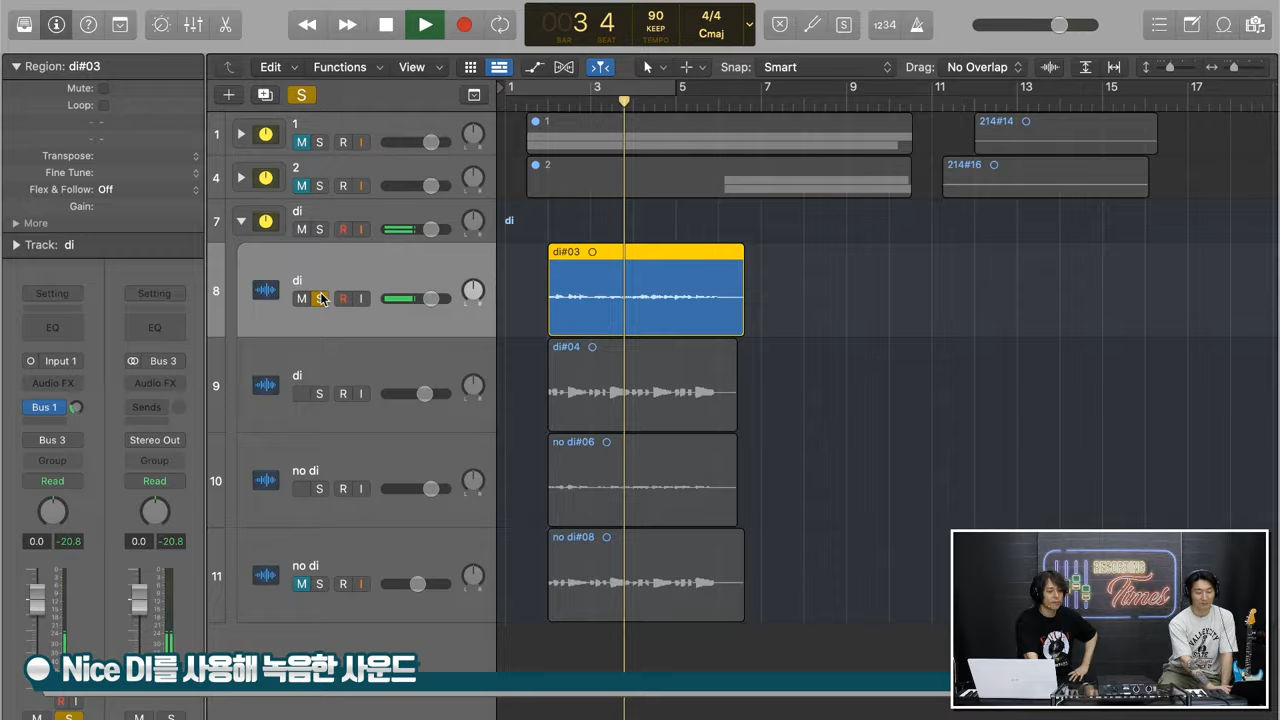 003 4
BAR BEAT
90
TEMPO
4/4
Cmaj
1234
Region: di#03
Mute:
Loop:
Transpose:
Fine Tune:
Flex & Follow: Off
Gain:
More
Track: di
Edit Functions View
Snap: Smart
Drag: No Overlap
S
1 3 5 7 9 11 13 15 17
1 1 M S R I
4 2 M S R I
7 di M S R I
8 di M S R I
9 di S R I
10 no di S R I
11 no di M S R I
1
2
214#14
214#16
di
di#03
di#04
no di#06
no di#08
Setting Setting
EQ EQ
Input 1 Bus 3
Audio FX Audio FX
Bus 1 Sends
Bus 3 Stereo Out
Group Group
Read Read
0.0 -20.8 0.0 -20.8
R I
M S M S
RECORDING
Times
Nice DI를 사용해 녹음한 사운드